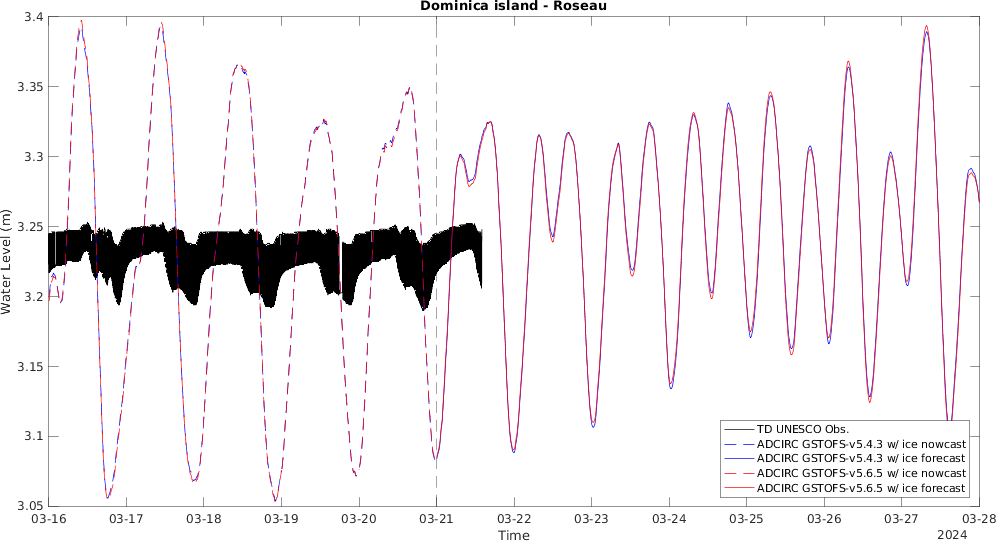 Dominica island - Roseau
3.4
3.35
3.3
3.25
3.2
3.15
3.1
3.05
Water Level (m)
TD UNESCO Obs.
ADCIRC GSTOFS-v5.4.3 w/ ice nowcast
ADCIRC GSTOFS-v5.4.3 w/ ice forecast
ADCIRC GSTOFS-v5.6.5 w/ ice nowcast
ADCIRC GSTOFS-v5.6.5 w/ ice forecast
03-16 03-17 03-18 03-19 03-20 03-21 03-22 03-23 03-24 03-25 03-26 03-27 03-28
Time
2024